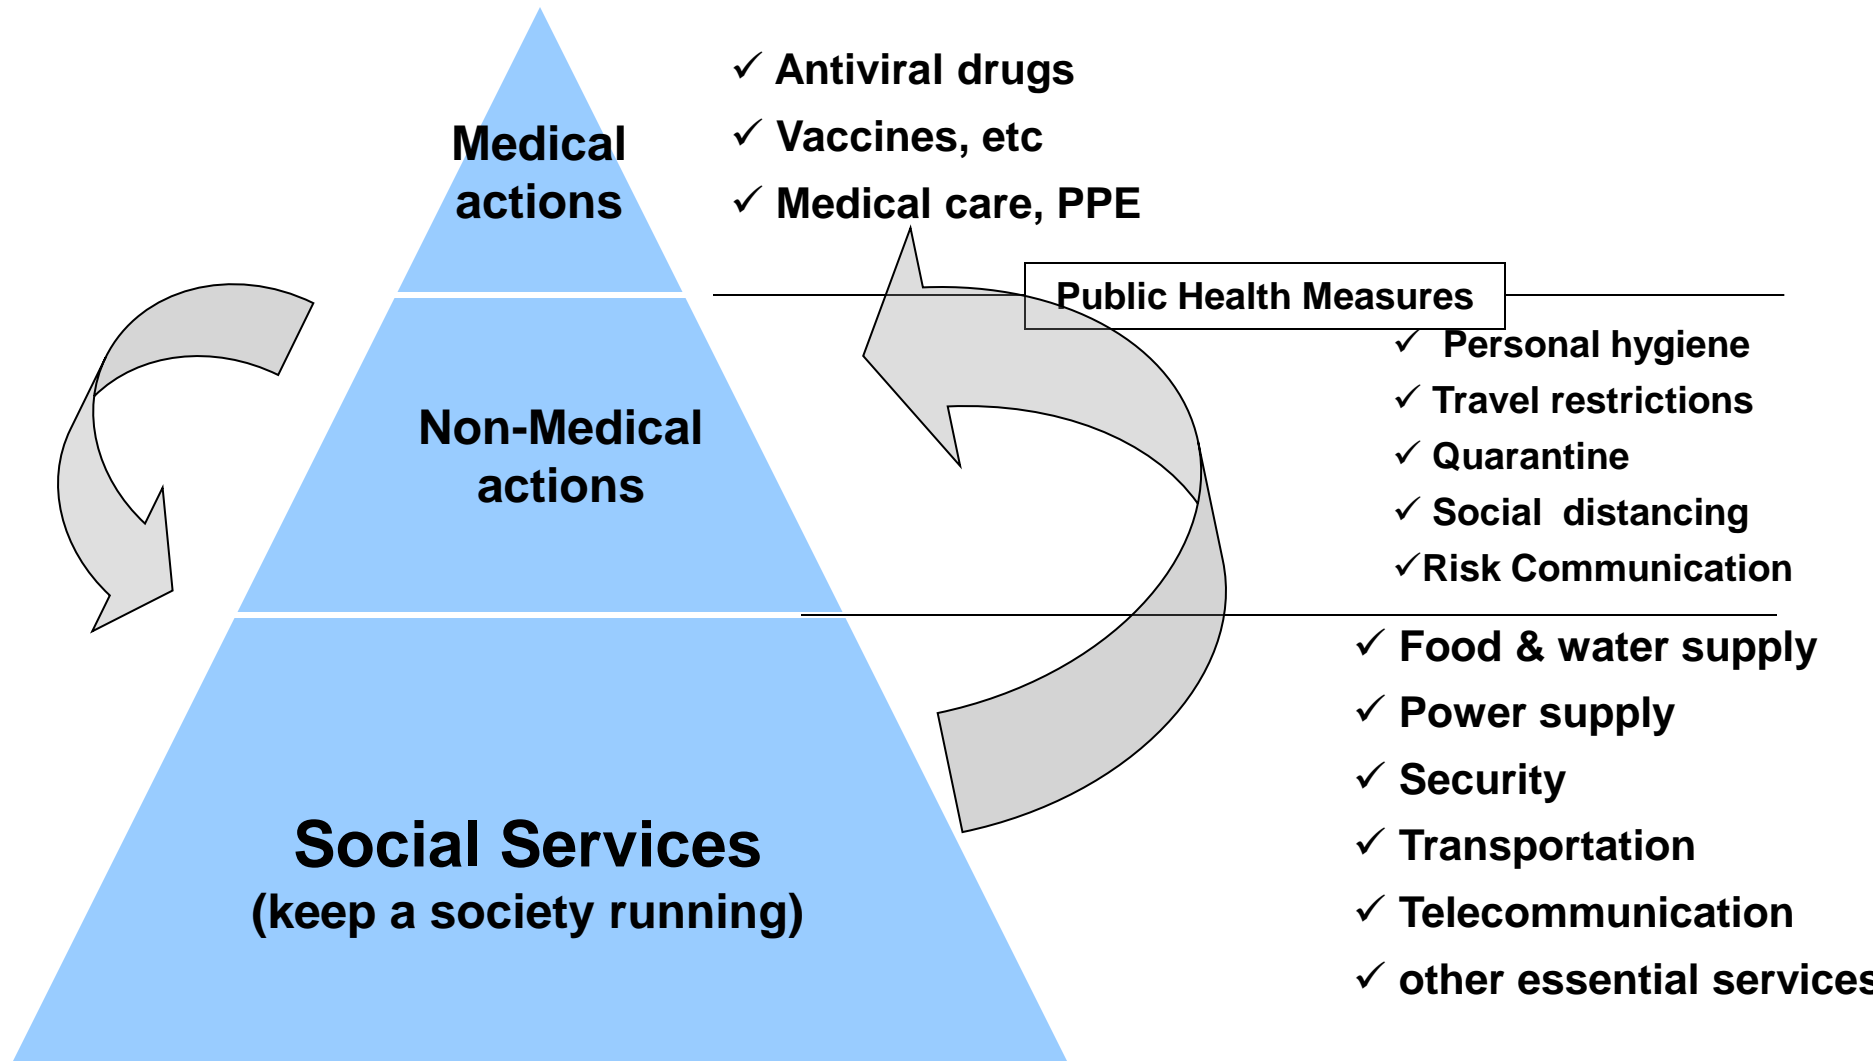 Medical
actions
✓ Antiviral drugs
✓ Vaccines, etc
✓ Medical care, PPE
Public Health Measures
Non-Medical
actions
✓ Personal hygiene
✓ Travel restrictions
✓ Quarantine
✓ Social  distancing
✓Risk Communication
Social Services
(keep a society running)
✓ Food & water supply
✓ Power supply
✓ Security
✓ Transportation
✓ Telecommunication
✓ other essential services